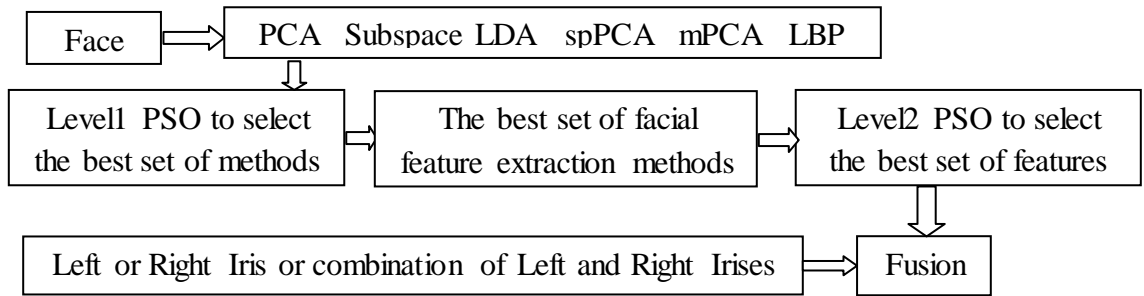 Face
PCA Subspace LDA spPCA mPCA LBP
Level1 PSO to select
the best set of methods
The best set of facial
feature extraction methods
Level2 PSO to select
the best set of features
Left or Right Iris or combination of Left and Right Irises
Fusion